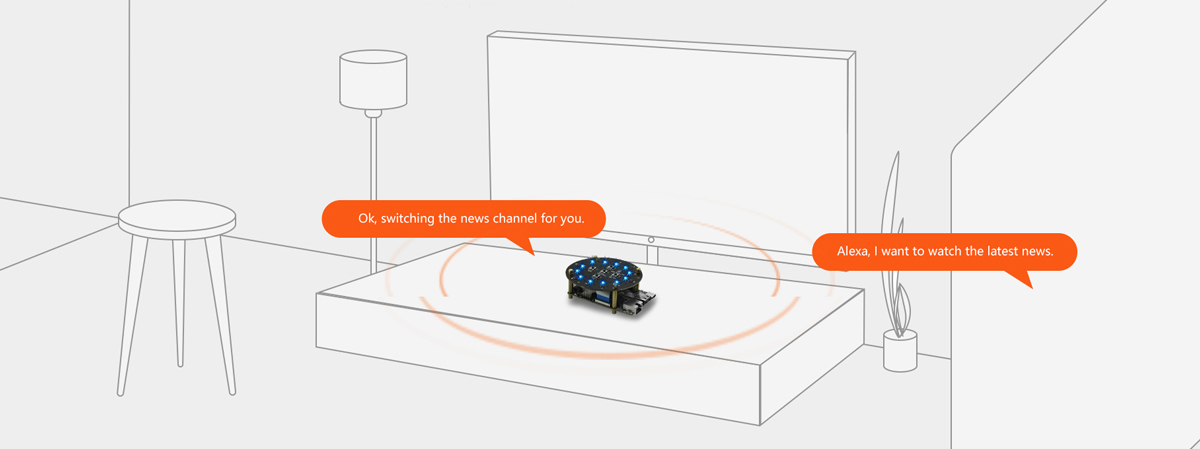 Ok, switching the news channel for you.
Alexa, I want to watch the latest news.